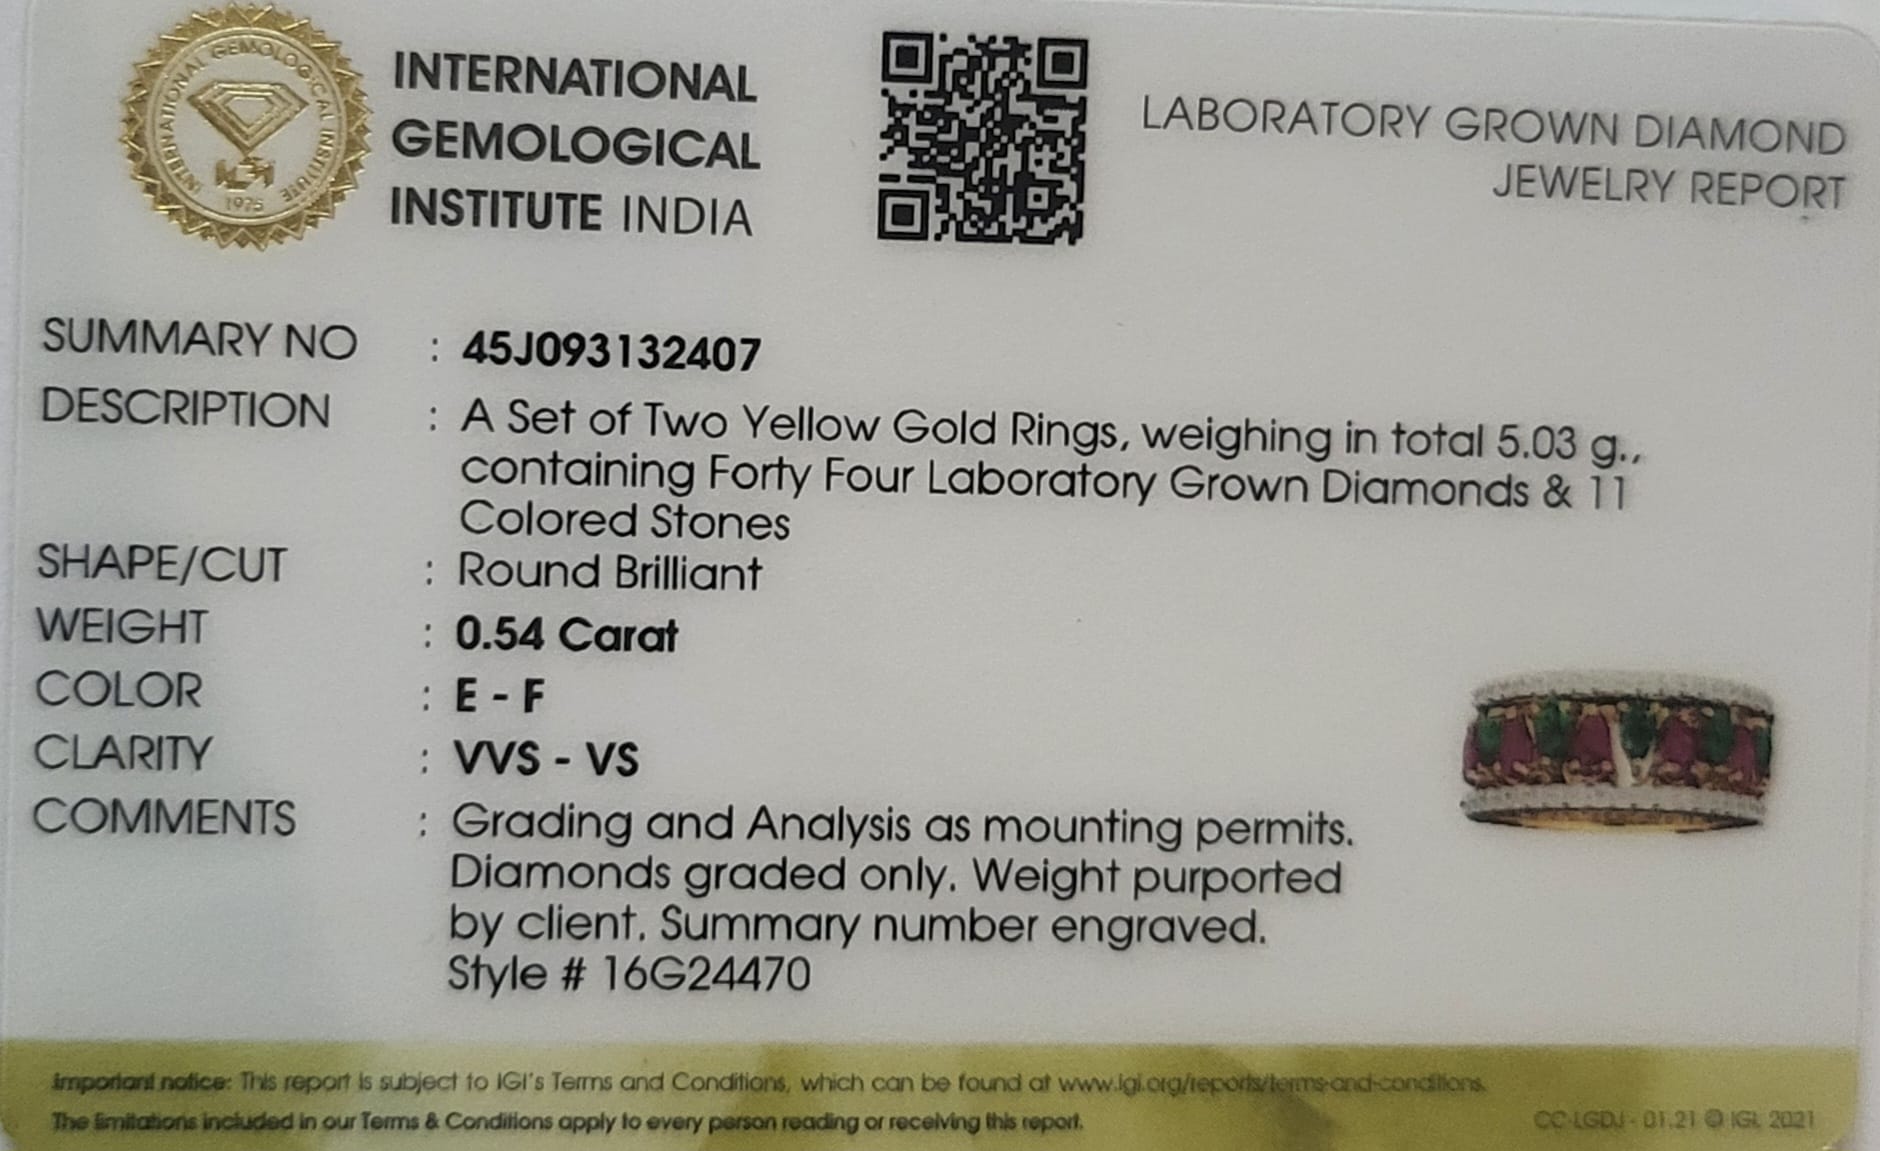 INTERNATIONAL GEMOLOGICAL INSTITUTE
IGI
1975
INTERNATIONAL
GEMOLOGICAL
INSTITUTE INDIA
LABORATORY GROWN DIAMOND
JEWELRY REPORT
SUMMARY NO : 45J093132407
DESCRIPTION : A Set of Two Yellow Gold Rings, weighing in total 5.03 g.,
containing Forty Four Laboratory Grown Diamonds & 11
Colored Stones
SHAPE/CUT : Round Brilliant
WEIGHT : 0.54 Carat
COLOR : E - F
CLARITY : VVS - VS
COMMENTS : Grading and Analysis as mounting permits.
Diamonds graded only. Weight purported
by client. Summary number engraved.
Style # 16G24470
Important notice: This report is subject to IGI's Terms and Conditions, which can be found at www.igi.org/reports/terms-and-conditions.
The limitations included in our Terms & Conditions apply to every person reading or receiving this report.
CC-LGDJ - 01.21 © IGI, 2021